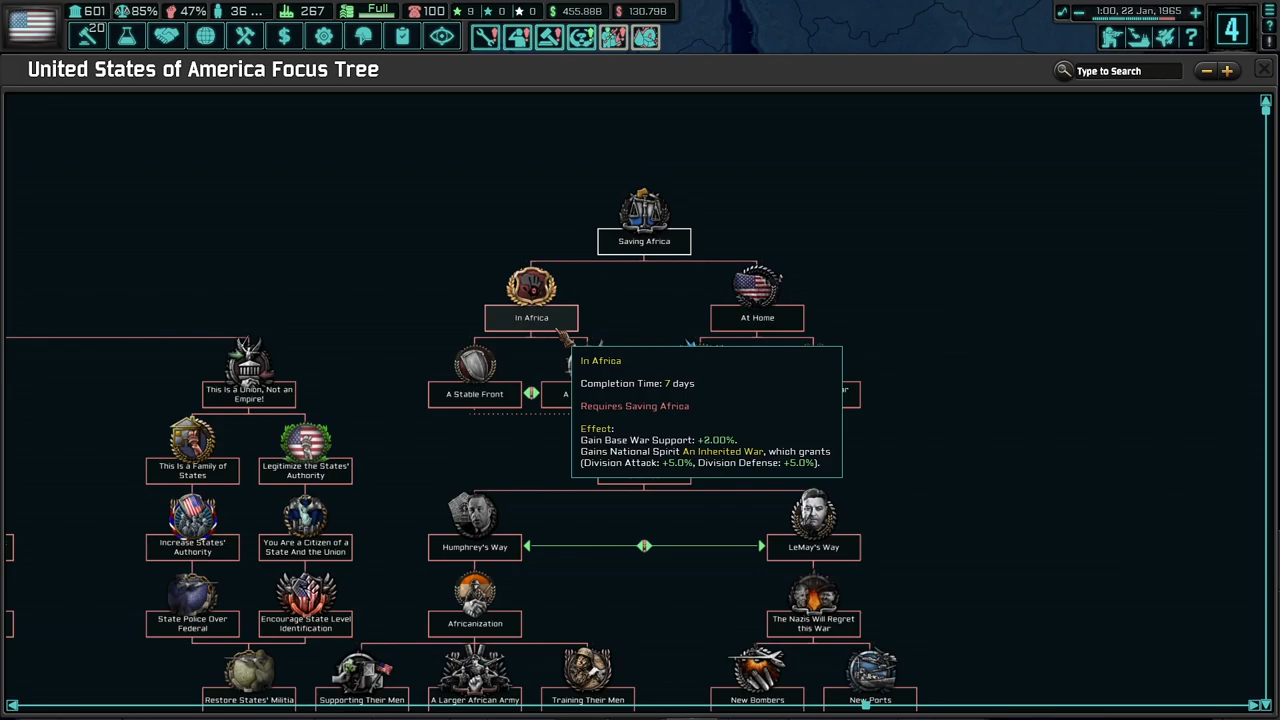 601 85% 47% 36 ... 267 Full 100 9 0 0 $ 455.88B $ 130.79B
20
1:00, 22 Jan, 1965
4
United States of America Focus Tree
Type to Search
Saving Africa
In Africa
At Home
This Is a Union, Not an
Empire!
A Stable Front
A
In Africa
Completion Time: 7 days
Requires Saving Africa
Effect:
Gain Base War Support: +2.00%.
Gains National Spirit An Inherited War, which grants
(Division Attack: +5.0%, Division Defense: +5.0%).
This Is a Family of
States
Legitimize the States'
Authority
Increase States'
Authority
You Are a Citizen of a
State And the Union
Humphrey's Way
LeMay's Way
State Police Over
Federal
Encourage State Level
Identification
Africanization
The Nazis Will Regret
this War
Restore States' Militia
Supporting Their Men
A Larger African Army
Training Their Men
New Bombers
New Ports